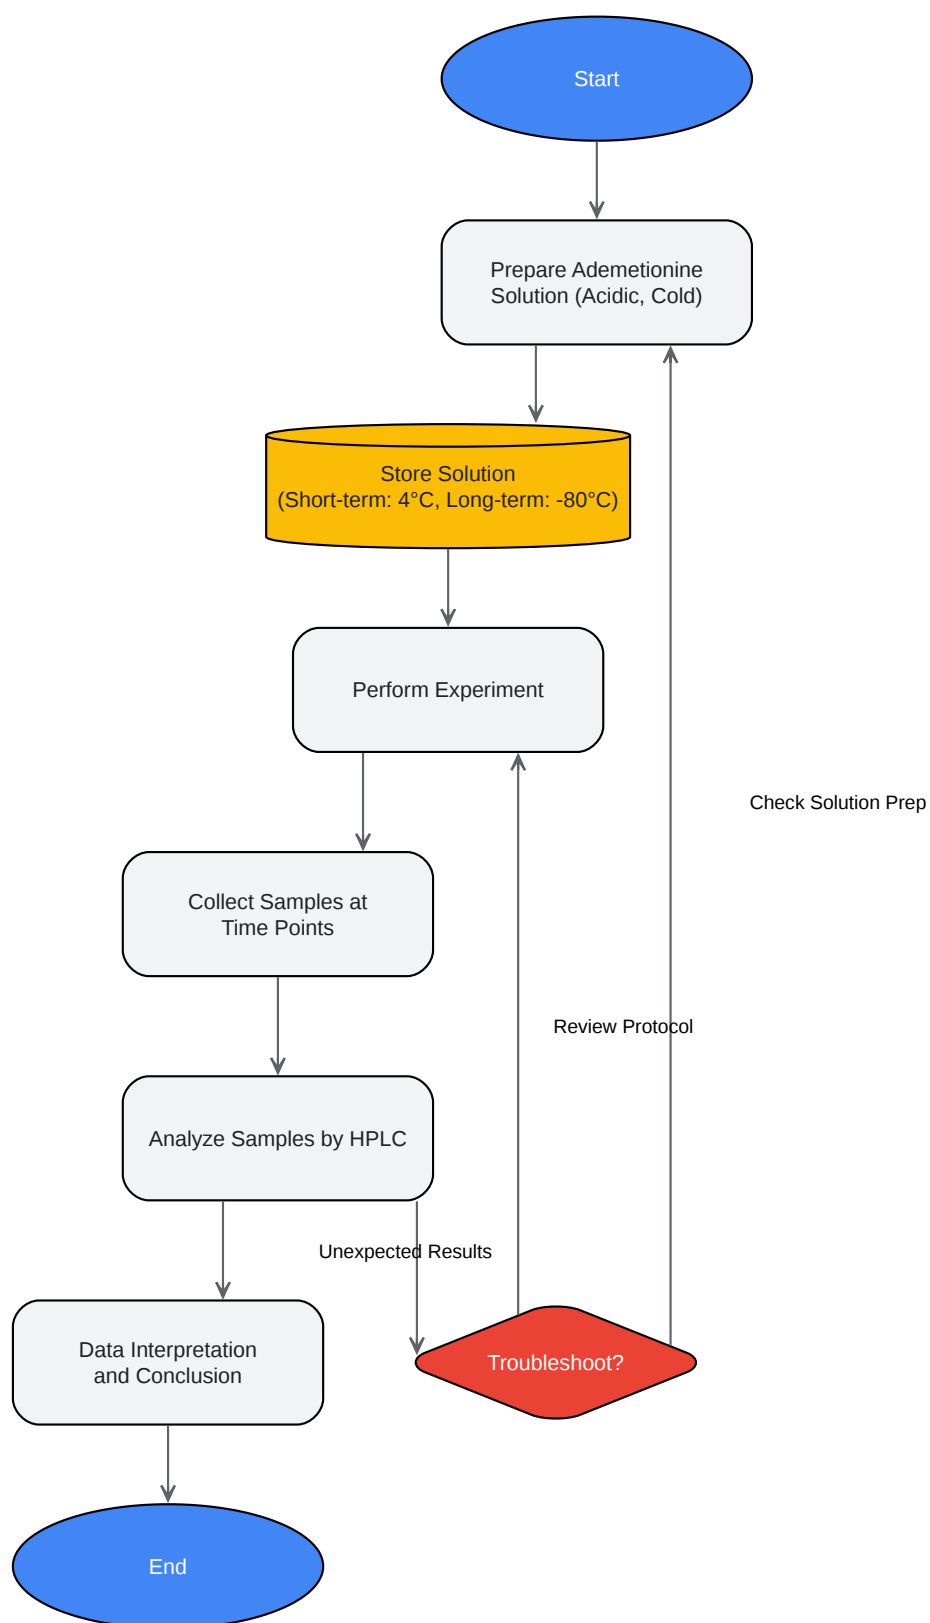 Start
Prepare Ademetionine
Solution (Acidic, Cold)
Store Solution
(Short-term: 4°C, Long-term: -80°C)
Perform Experiment
Check Solution Prep
Collect Samples at
Time Points
Review Protocol
Analyze Samples by HPLC
Unexpected Results
Data Interpretation
and Conclusion
Troubleshoot?
End